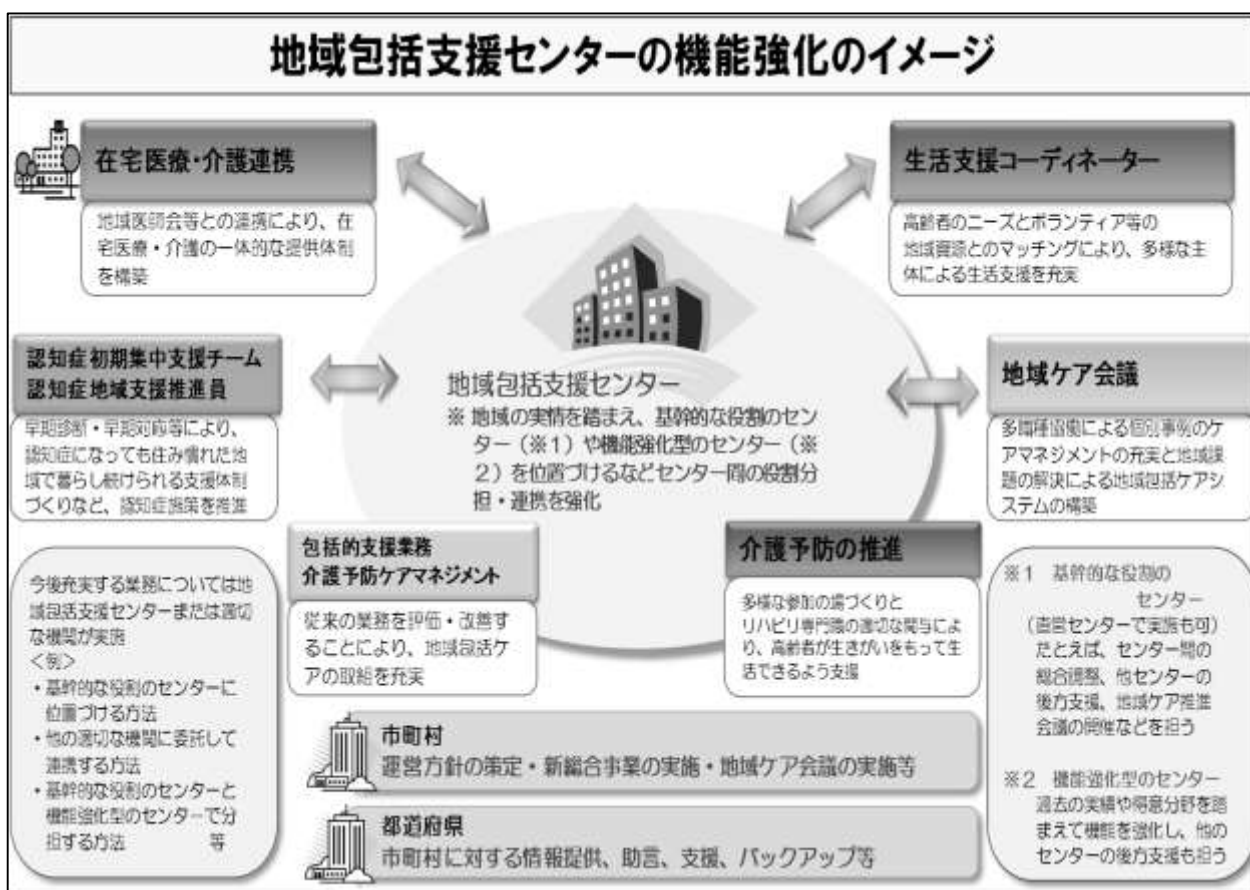 地域包括支援センターの機能強化のイメージ
在宅医療・介護連携
地域医師会等との連携により、在
宅医療・介護の一体的な提供体制
を構築
生活支援コーディネーター
高齢者のニーズとボランティア等の
地域資源とのマッチングにより、多様な主
体による生活支援を充実
認知症初期集中支援チーム
認知症地域支援推進員
早期診断・早期対応等により、
認知症になっても住み慣れた地
域で暮らし続けられる支援体制
づくりなど、認知症施策を推進
地域包括支援センター
※ 地域の実情を踏まえ、基幹的な役割のセン
ター（※１）や機能強化型のセンター（※
２）を位置づけるなどセンター間の役割分
担・連携を強化
地域ケア会議
多職種協働による個別事例のケ
アマネジメントの充実と地域課
題の解決による地域包括ケアシ
ステムの構築
包括的支援業務
介護予防ケアマネジメント
従来の業務を評価・改善す
ることにより、地域包括ケ
アの取組を充実
介護予防の推進
多様な参加の場づくりと
リハビリ専門職の適切な関与によ
り、高齢者が生きがいをもって生
活できるよう支援
今後充実する業務については地
域包括支援センターまたは適切
な機関が実施
＜例＞
・基幹的な役割のセンターに
位置づける方法
・他の適切な機関に委託して
連携する方法
・基幹的な役割のセンターと
機能強化型のセンターで分
担する方法 等
※１ 基幹的な役割の
センター
（直営センターで実施も可）
たとえば、センター間の
総合調整、他センターの
後方支援、地域ケア推進
会議の開催などを担う
※２ 機能強化型のセンター
過去の実績や得意分野を踏
まえて機能を強化し、他の
センターの後方支援も担う
市町村
運営方針の策定・新総合事業の実施・地域ケア会議の実施等
都道府県
市町村に対する情報提供、助言、支援、バックアップ等